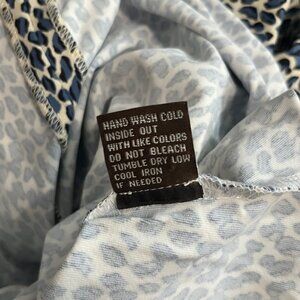 HAND WASH COLD
INSIDE OUT
WITH LIKE COLORS
DO NOT BLEACH
TUMBLE DRY LOW
COOL IRON
IF NEEDED